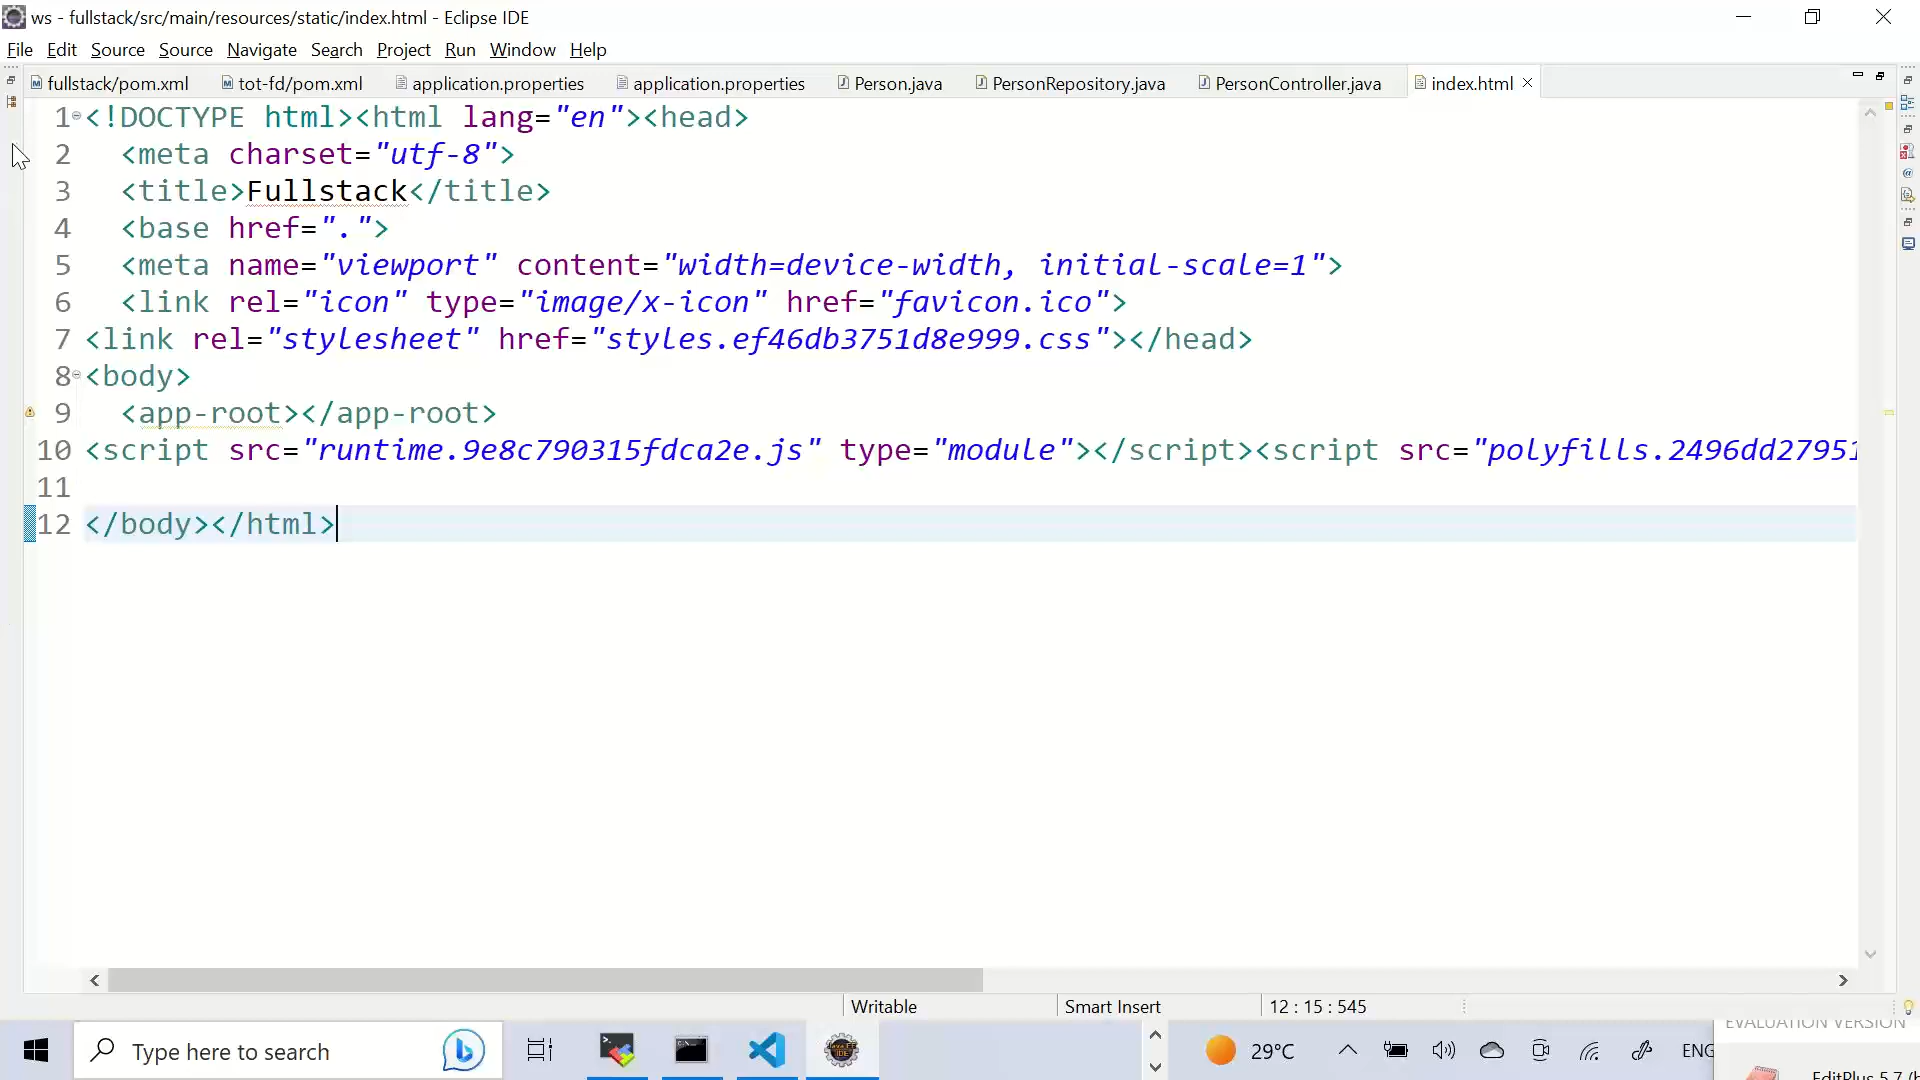 ws - fullstack/src/main/resources/static/index.html - Eclipse IDE
File Edit Source Source Navigate Search Project Run Window Help
fullstack/pom.xml tot-fd/pom.xml application.properties application.properties Person.java PersonRepository.java PersonController.java index.html
1 <!DOCTYPE html><html lang="en"><head>
2   <meta charset="utf-8">
3   <title>Fullstack</title>
4   <base href=".">
5   <meta name="viewport" content="width=device-width, initial-scale=1">
6   <link rel="icon" type="image/x-icon" href="favicon.ico">
7 <link rel="stylesheet" href="styles.ef46db3751d8e999.css"></head>
8 <body>
9   <app-root></app-root>
10 <script src="runtime.9e8c790315fdca2e.js" type="module"></script><script src="polyfills.2496dd27951
11
12 </body></html>
Writable Smart Insert 12 : 15 : 545
EVALUATION VERSION
Type here to search 29°C ENG
EditPlus 5.7